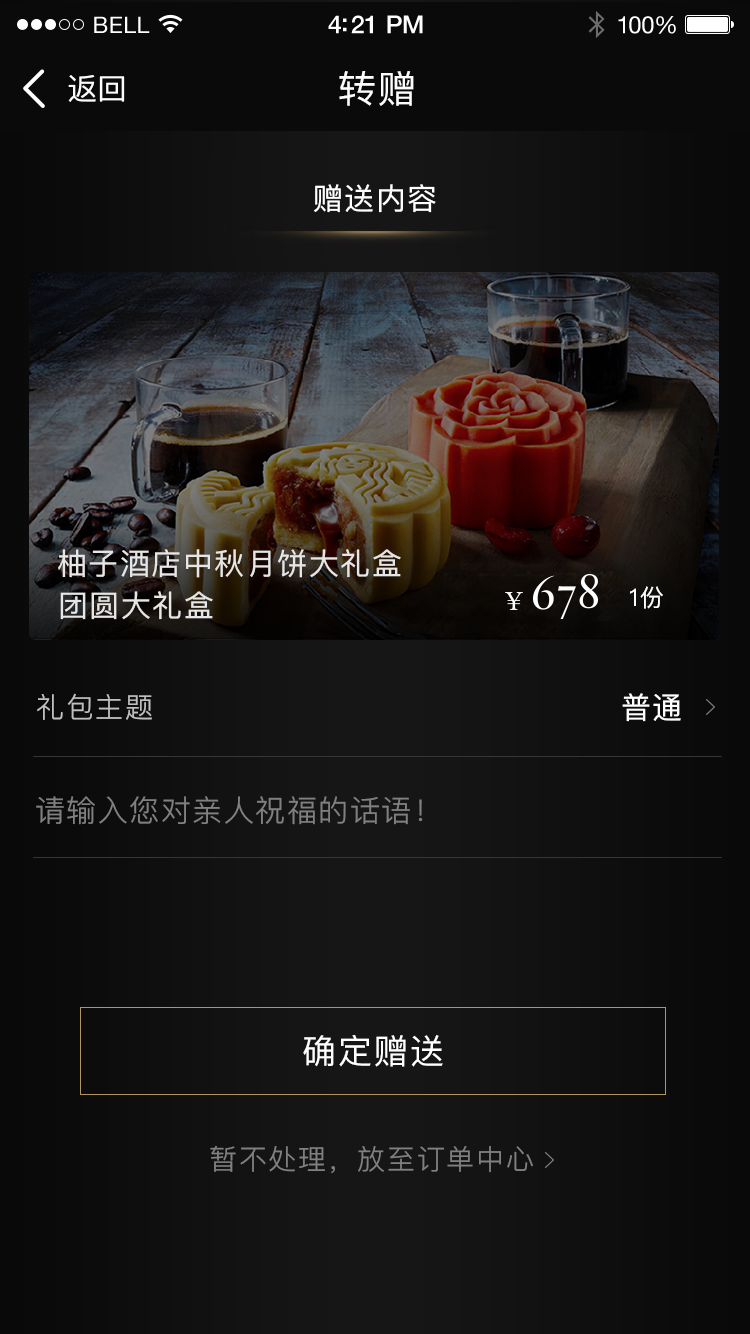 BELL 4:21 PM 100%
返回 转赠
赠送内容
柚子酒店中秋月饼大礼盒
团圆大礼盒
¥ 678 1份
礼包主题 普通
请输入您对亲人祝福的话语!
确定赠送
暂不处理，放至订单中心